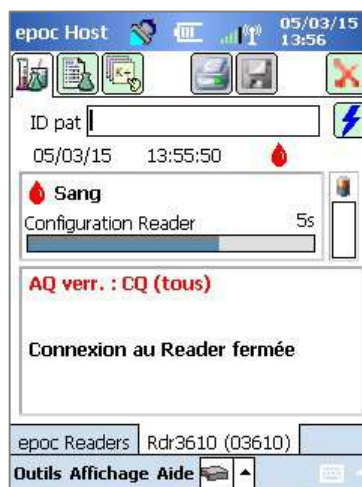 epoc Host 05/03/15
13:56
K+
ID pat
05/03/15 13:55:50
Sang
Configuration Reader 5s
AQ verr. : CQ (tous)
Connexion au Reader fermée
epoc Readers Rdr3610 (03610)
Outils Affichage Aide